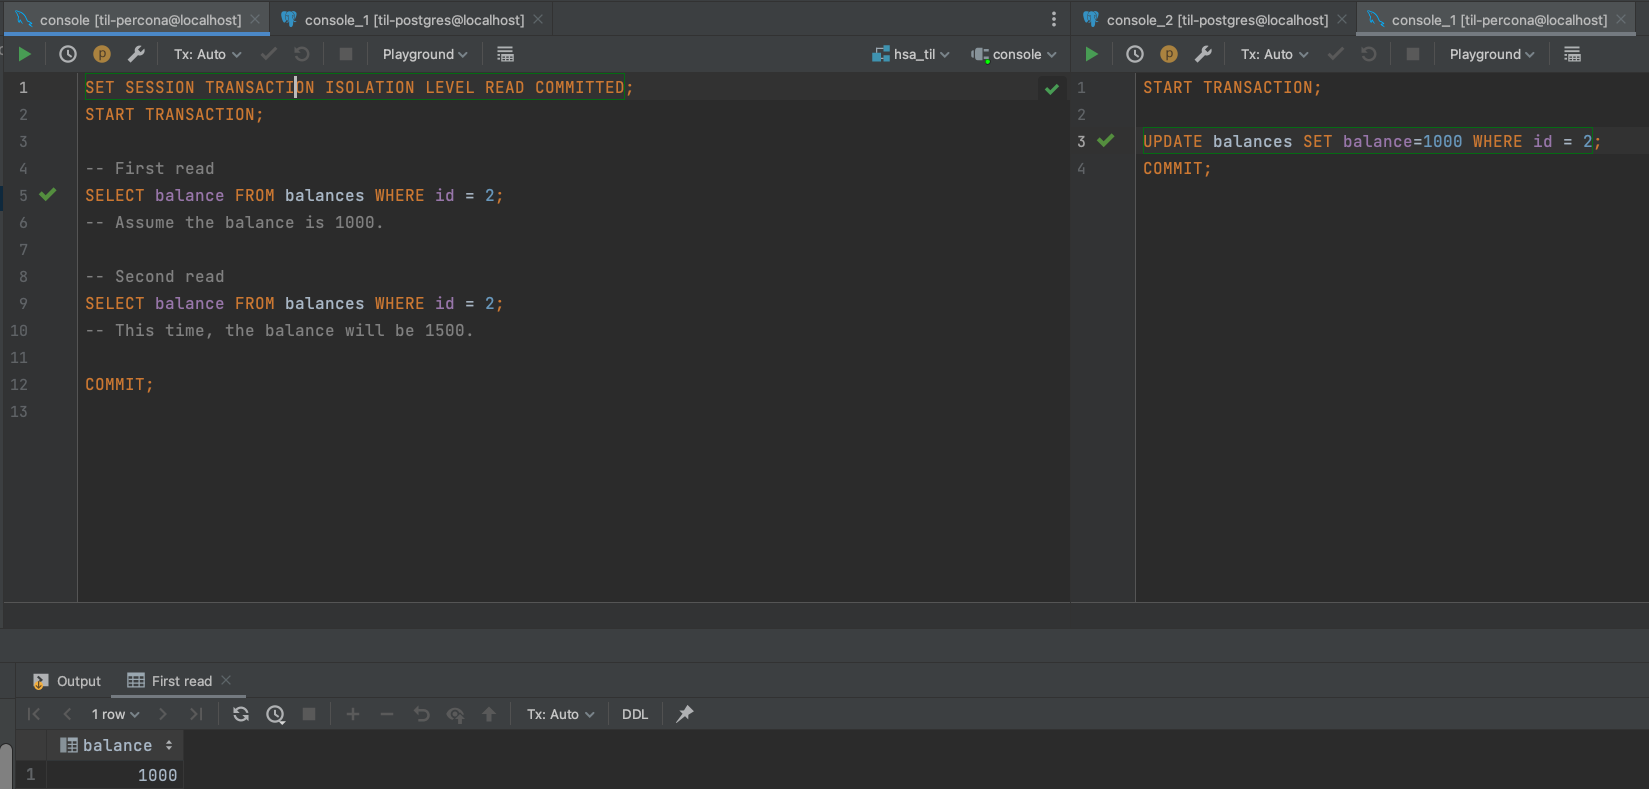 console [til-percona@localhost]
console_1 [til-postgres@localhost]
console_2 [til-postgres@localhost]
console_1 [til-percona@localhost]
Tx: Auto
Playground
hsa_til
console
Tx: Auto
Playground
1 SET SESSION TRANSACTION ISOLATION LEVEL READ COMMITTED;
2 START TRANSACTION;
3
4 -- First read
5 SELECT balance FROM balances WHERE id = 2;
6 -- Assume the balance is 1000.
7
8 -- Second read
9 SELECT balance FROM balances WHERE id = 2;
10 -- This time, the balance will be 1500.
11
12 COMMIT;
13
1 START TRANSACTION;
2
3 UPDATE balances SET balance=1000 WHERE id = 2;
4 COMMIT;
Output
First read
1 row
Tx: Auto
DDL
balance
1 1000